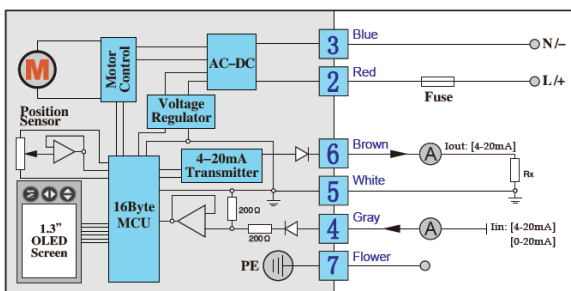 M
Motor
Control
AC–DC
3
Blue
N/–
2
Red
Fuse
L/+
Position
Sensor
Voltage
Regulator
4–20mA
Transmitter
6
Brown
A
Iout: [4-20mA]
Rx
5
White
16Byte
MCU
1.3”
OLED
Screen
200Ω
200Ω
4
Gray
A
Iin: [4-20mA]
[0-20mA]
PE
7
Flower